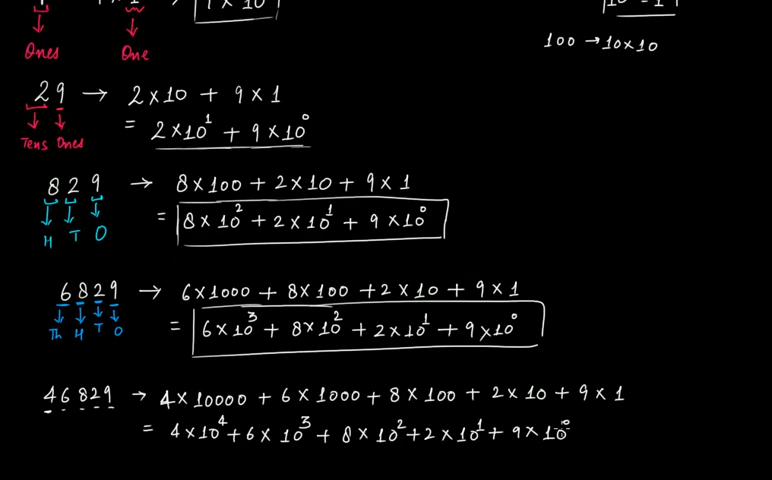 100 → 10 × 10
Ones One
29 → 2 × 10 + 9 × 1
= 2 × 10¹ + 9 × 10⁰
Tens Ones
829 → 8 × 100 + 2 × 10 + 9 × 1
= 8 × 10² + 2 × 10¹ + 9 × 10⁰
H T O
6829 → 6 × 1000 + 8 × 100 + 2 × 10 + 9 × 1
= 6 × 10³ + 8 × 10² + 2 × 10¹ + 9 × 10⁰
Th H T O
46829 → 4 × 10000 + 6 × 1000 + 8 × 100 + 2 × 10 + 9 × 1
= 4 × 10⁴ + 6 × 10³ + 8 × 10² + 2 × 10¹ + 9 × 10⁰